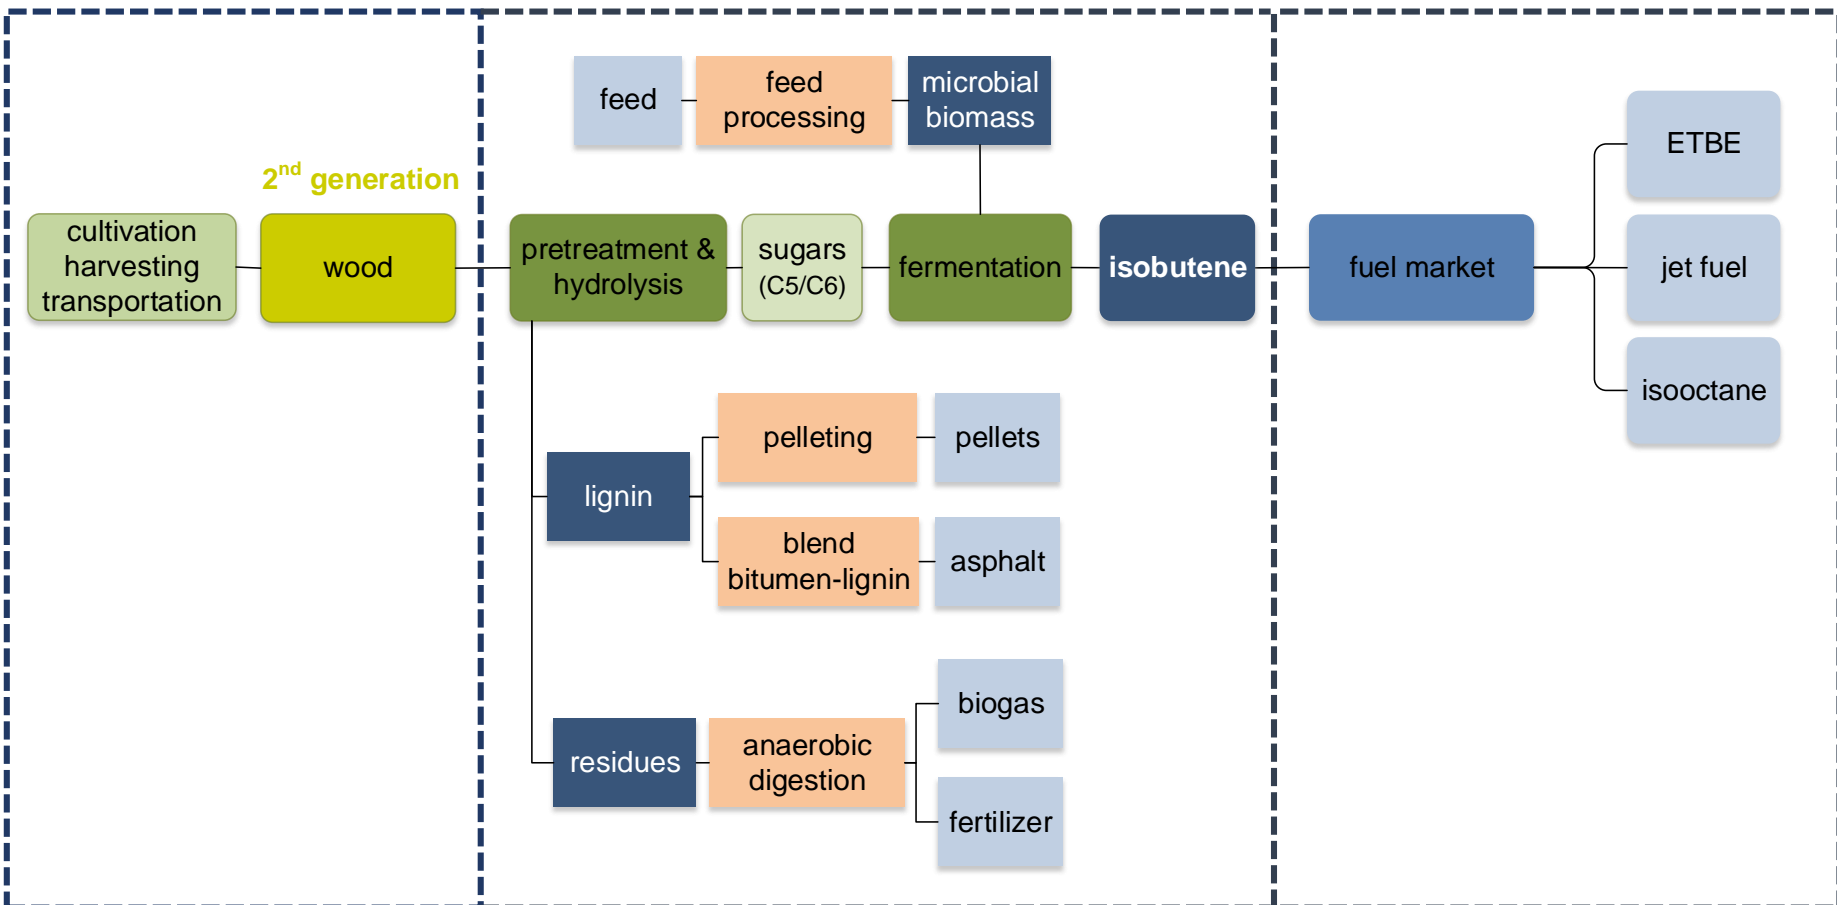 feed
feed
processing
microbial
biomass
2nd generation
cultivation
harvesting
transportation
wood
pretreatment &
hydrolysis
sugars
(C5/C6)
fermentation
isobutene
fuel market
ETBE
jet fuel
isooctane
lignin
pelleting
pellets
blend
bitumen-lignin
asphalt
residues
anaerobic
digestion
biogas
fertilizer